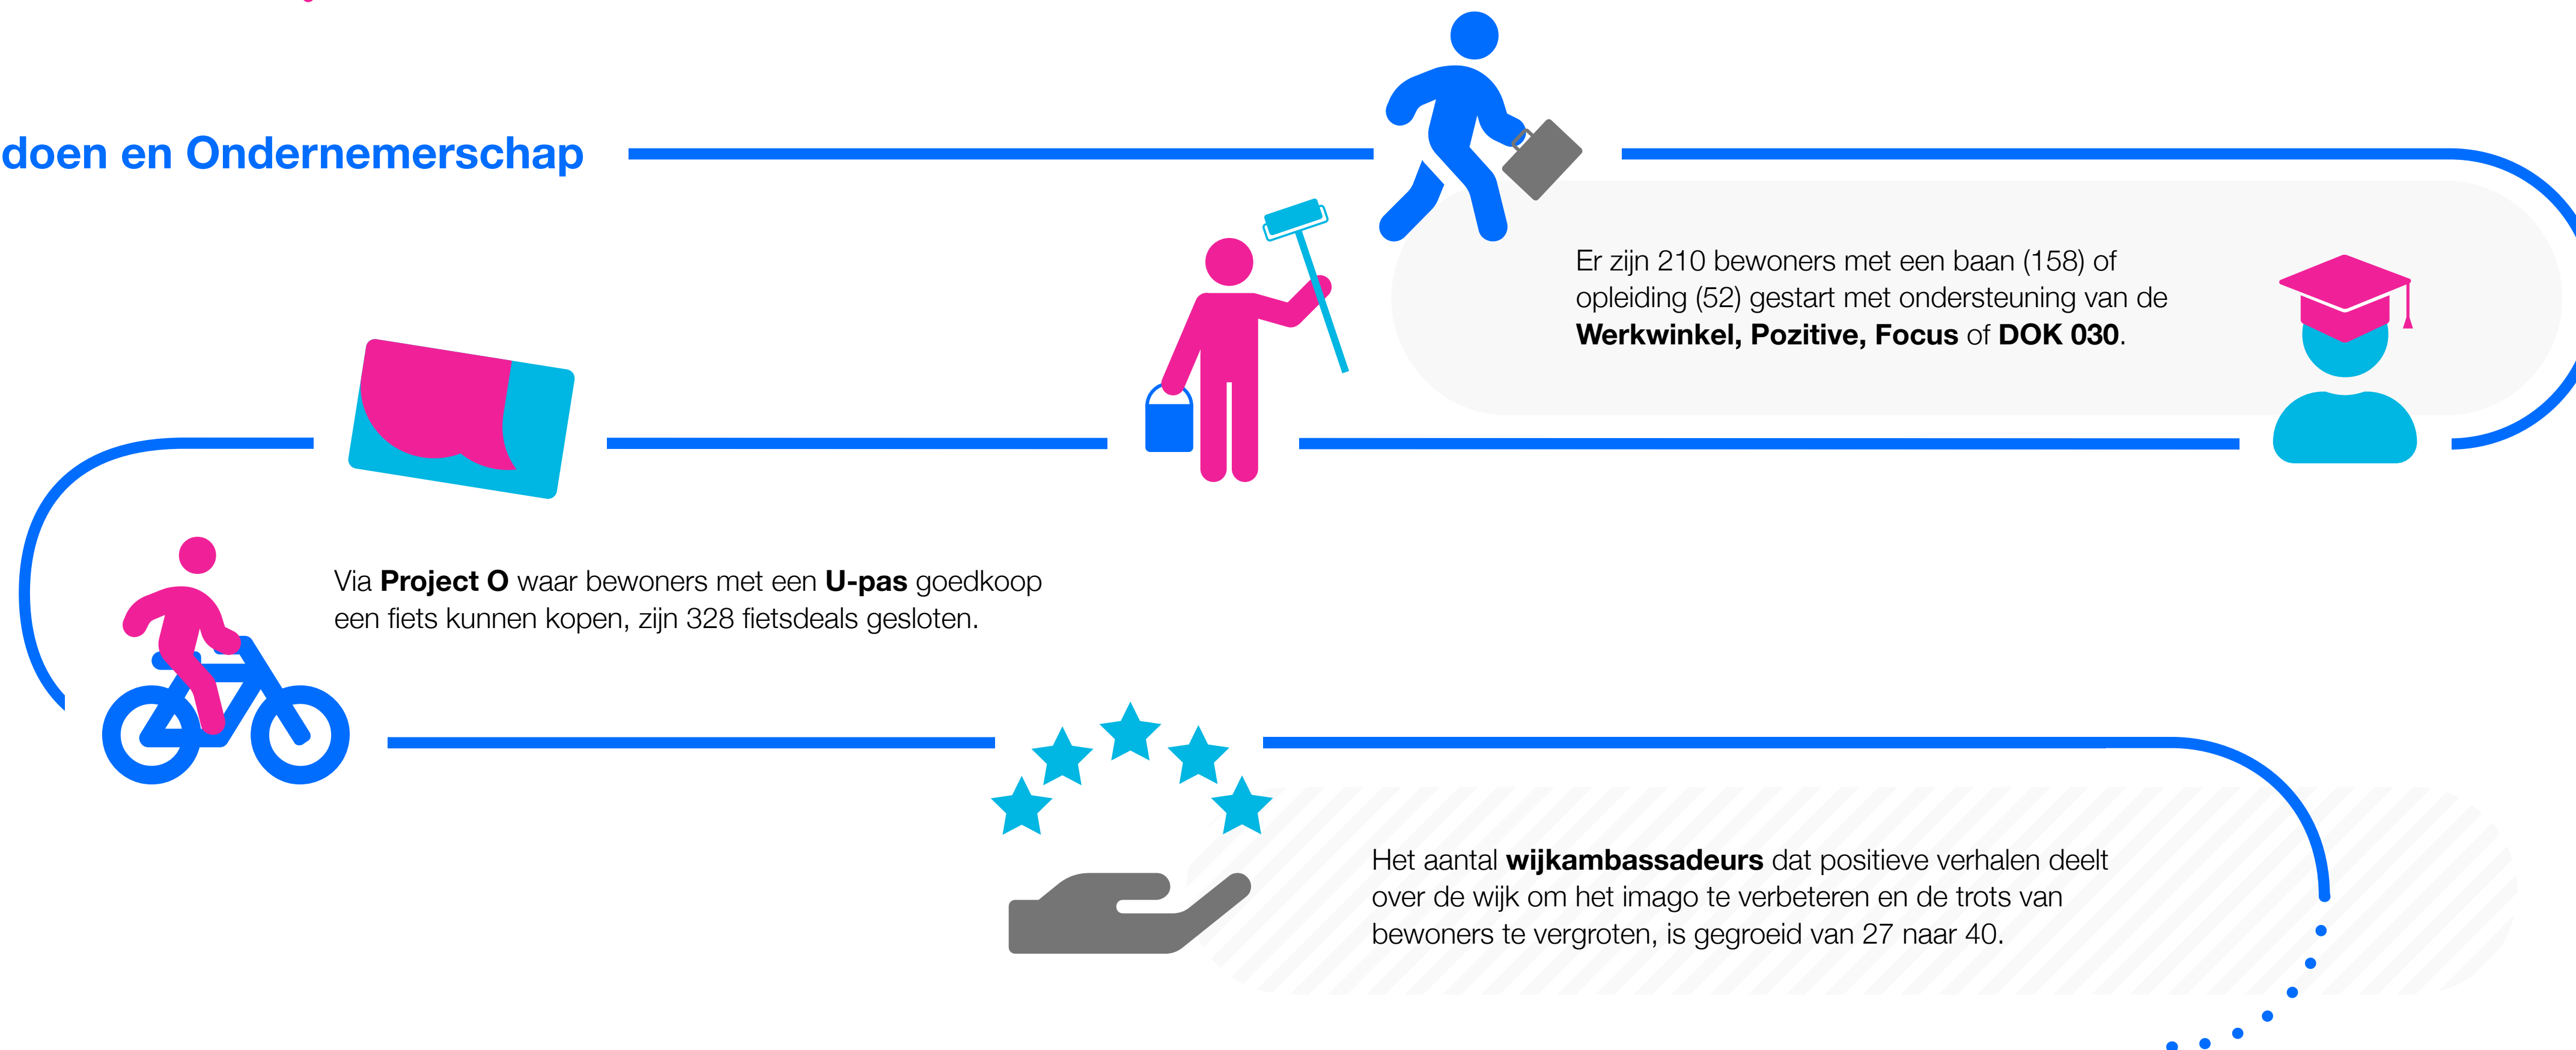 doen en Ondernemerschap
Er zijn 210 bewoners met een baan (158) of
opleiding (52) gestart met ondersteuning van de
Werkwinkel, Pozitive, Focus of DOK 030.
Via Project O waar bewoners met een U-pas goedkoop
een fiets kunnen kopen, zijn 328 fietsdeals gesloten.
Het aantal wijkambassadeurs dat positieve verhalen deelt
over de wijk om het imago te verbeteren en de trots van
bewoners te vergroten, is gegroeid van 27 naar 40.